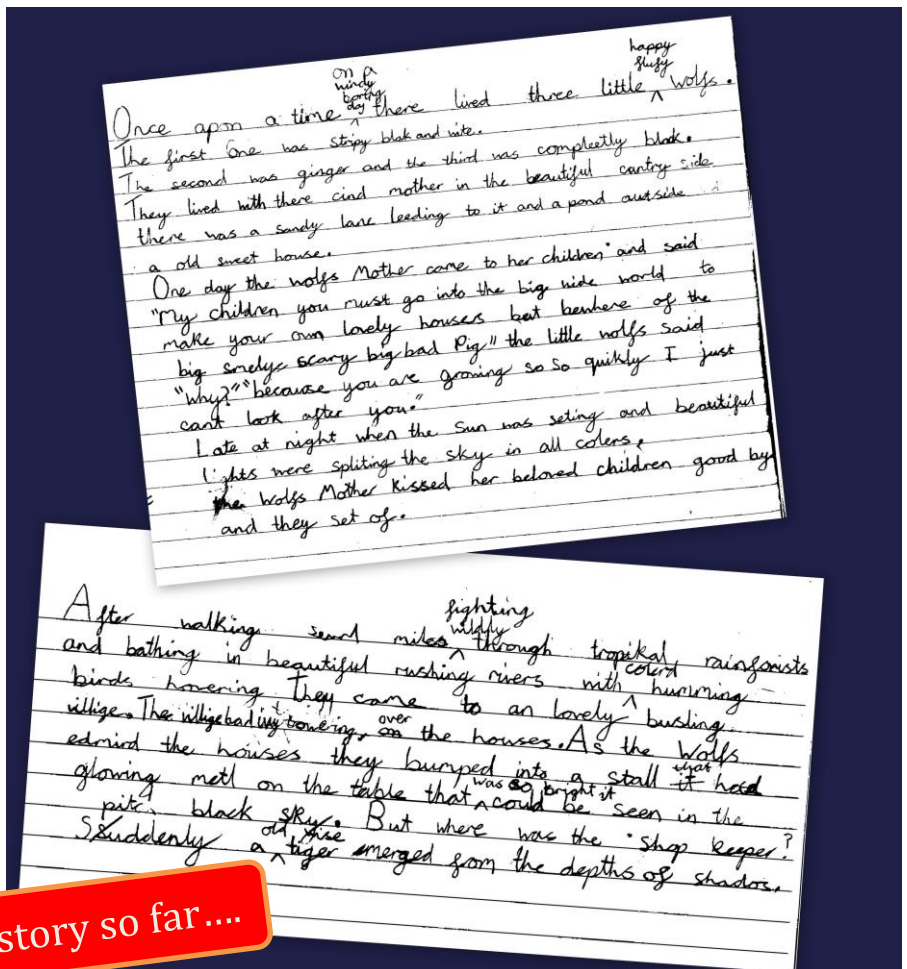 on a
windy
boring
day
happy
flufy
Once apon a time there lived three little wolfs.
The first one was stripy blak and wite.
The second was ginger and the third was compleetly blak.
They lived with there cind mother in the beautiful cantry side
there was a sandy lane leeding to it and a pond autside
a old sweet house.
One day the wolfs Mother came to her children and said
"My children you must go into the big wide world to
make your own lovely howsers but bewhere of the
big smelys scary big bad Pig" the little wolfs said
"Why?" "because you are growing so so quikly I just
cant look after you."
Late at night when the sun was seting and beautiful
lights were spliting the sky in all colers,
the wolfs Mother kissed her beloved children good by
and they set of.
fighting
wildly
After walking miles through tropikal rainforists
colerd
and bathing in beautiful rushing rivers with humming
birds hovering They came to an lovely busling
over
villige. The villige had ivy towering, the houses. As the Wolfs
that
edmird the houses they bumped into a stall had
was so bright it
glowing metl on the table that could be seen in the
pitch black sky. But where was the shop keeper?
old, wise
Suddenly a tiger emerged from the depths of shados.
story so far....